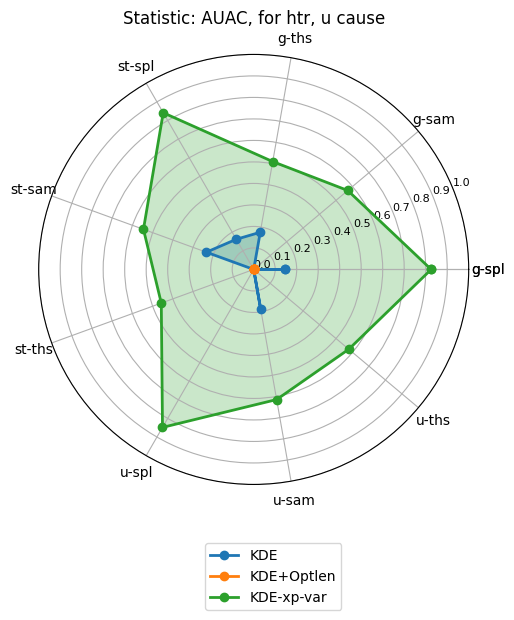 Statistic: AUAC, for htr, u cause
g-ths
st-spl
g-sam
1.0
0.9
0.8
0.7
0.6
0.5
0.4
0.3
0.2
0.1
0.0
st-sam
g-spl
st-ths
u-ths
u-spl
u-sam
KDE
KDE+Optlen
KDE-xp-var